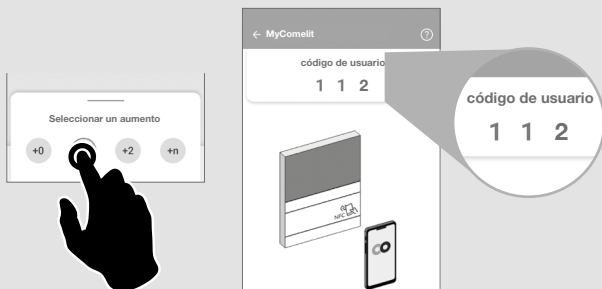 Seleccionar un aumento
+0 +2 +n
← MyComelit ?
código de usuario
1 1 2
NFC
código de usuario
1 1 2